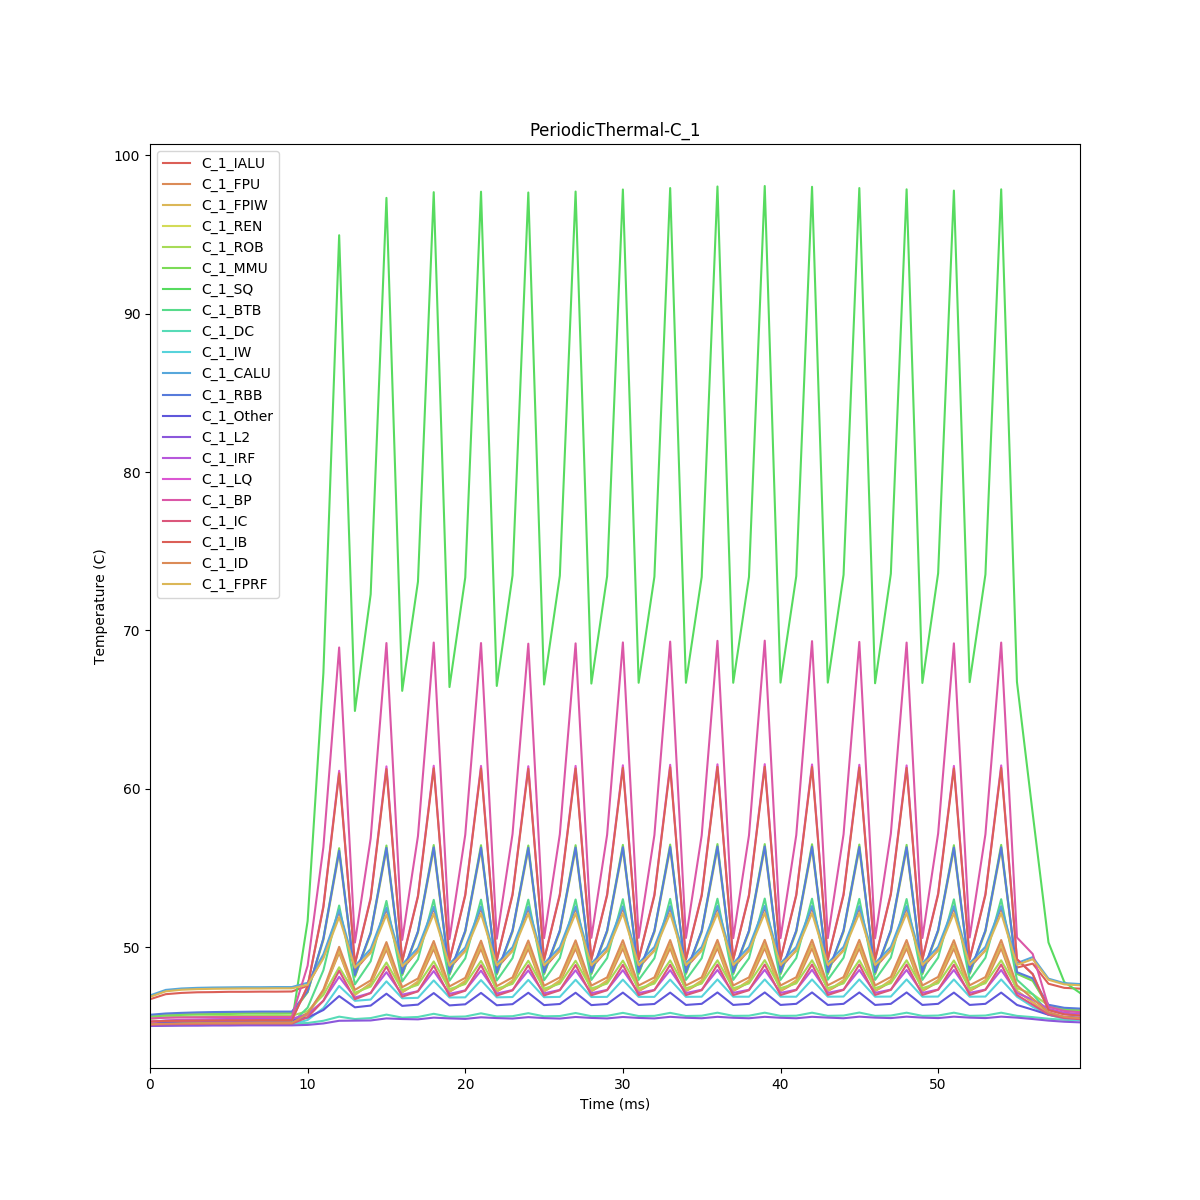 PeriodicThermal-C_1
100
90
80
70
60
50
Temperature (C)
C_1_IALU
C_1_FPU
C_1_FPIW
C_1_REN
C_1_ROB
C_1_MMU
C_1_SQ
C_1_BTB
C_1_DC
C_1_IW
C_1_CALU
C_1_RBB
C_1_Other
C_1_L2
C_1_IRF
C_1_LQ
C_1_BP
C_1_IC
C_1_IB
C_1_ID
C_1_FPRF
0 10 20 30 40 50
Time (ms)